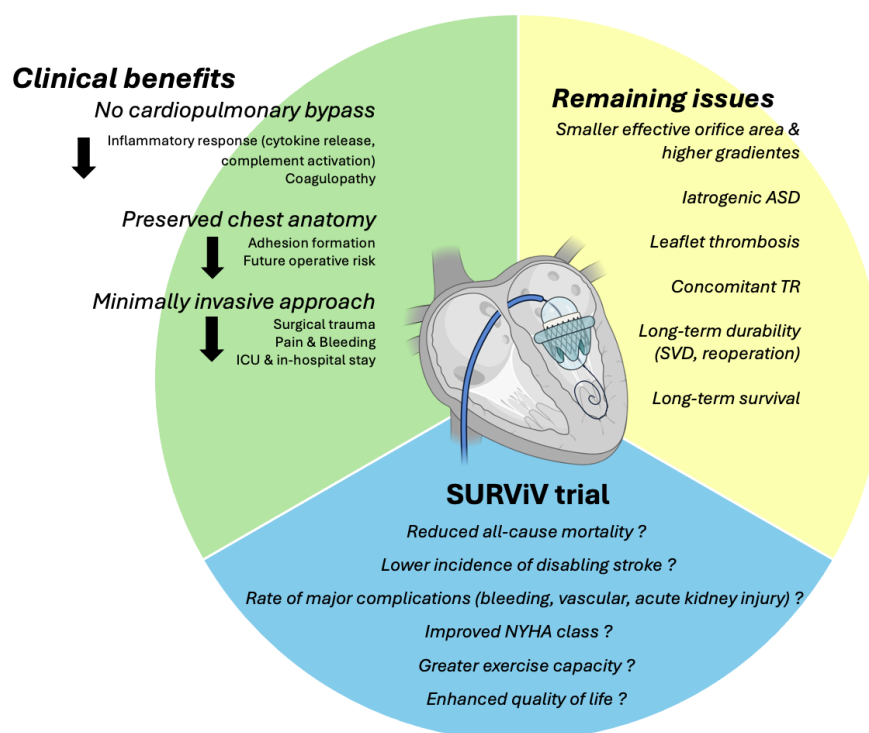 Clinical benefits
No cardiopulmonary bypass
Inflammatory response (cytokine release,
complement activation)
Coagulopathy
Preserved chest anatomy
Adhesion formation
Future operative risk
Minimally invasive approach
Surgical trauma
Pain & Bleeding
ICU & in-hospital stay
Remaining issues
Smaller effective orifice area &
higher gradientes
Iatrogenic ASD
Leaflet thrombosis
Concomitant TR
Long-term durability
(SVD, reoperation)
Long-term survival
SURViV trial
Reduced all-cause mortality ?
Lower incidence of disabling stroke ?
Rate of major complications (bleeding, vascular, acute kidney injury) ?
Improved NYHA class ?
Greater exercise capacity ?
Enhanced quality of life ?